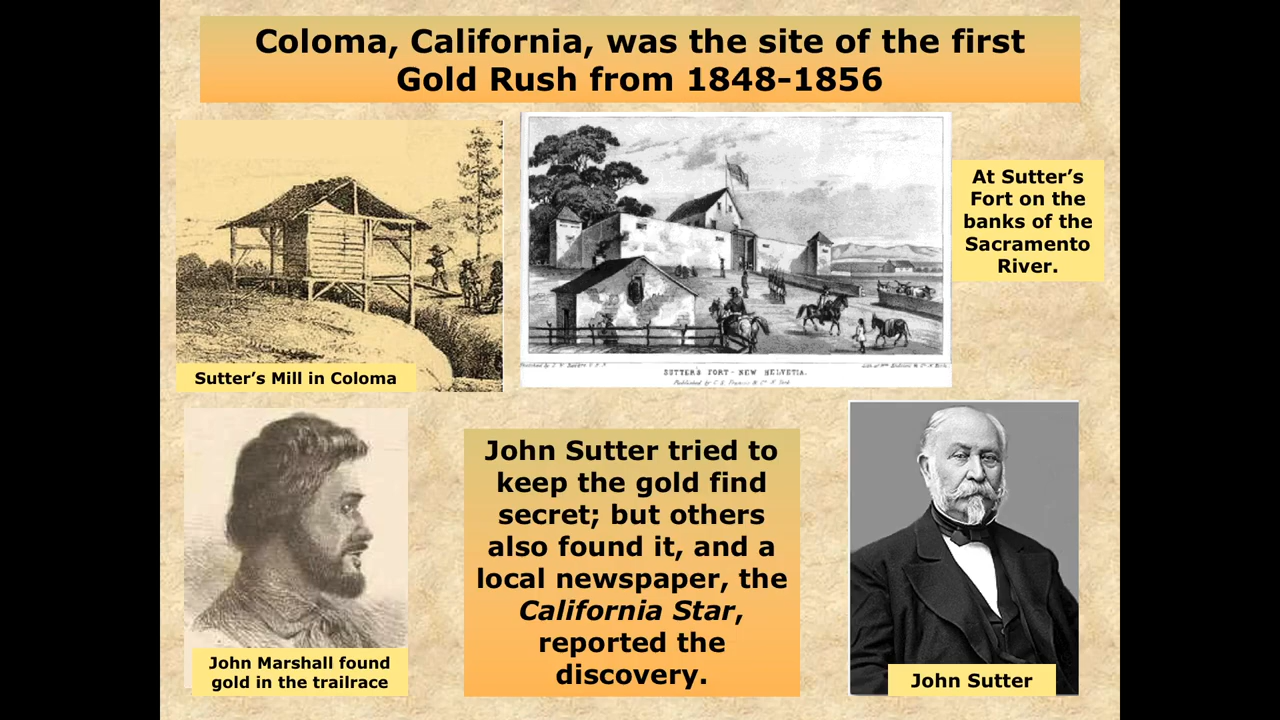 Coloma, California, was the site of the first
Gold Rush from 1848-1856
At Sutter's
Fort on the
banks of the
Sacramento
River.
Sutter's Mill in Coloma
SUTTER'S FORT - NEW HELVETIA.
John Sutter tried to
keep the gold find
secret; but others
also found it, and a
local newspaper, the
California Star,
reported the
discovery.
John Marshall found
gold in the trailrace
John Sutter